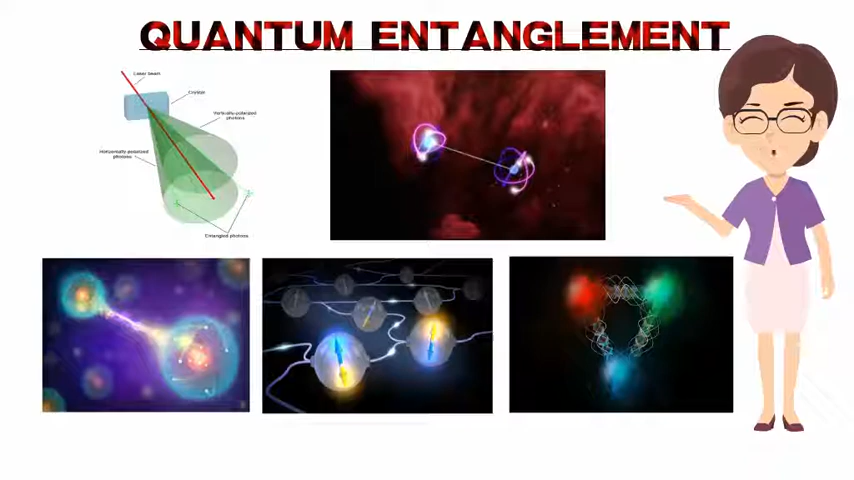 QUANTUM ENTANGLEMENT
Laser beam
Crystal
Vertically-polarized
photons
Horizontally-polarized
photons
Entangled photons